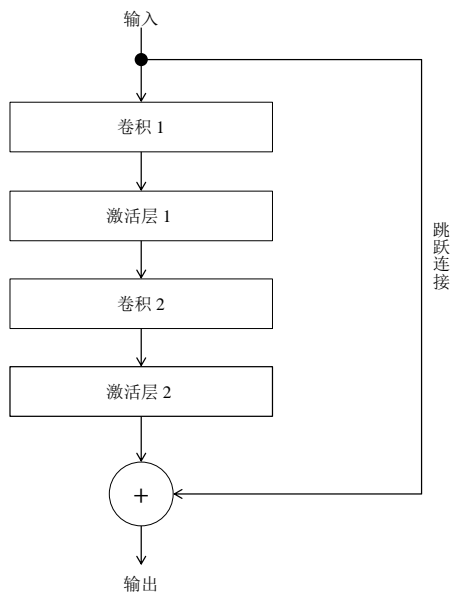 输入
卷积 1
激活层 1
卷积 2
激活层 2
跳跃连接
+
输出